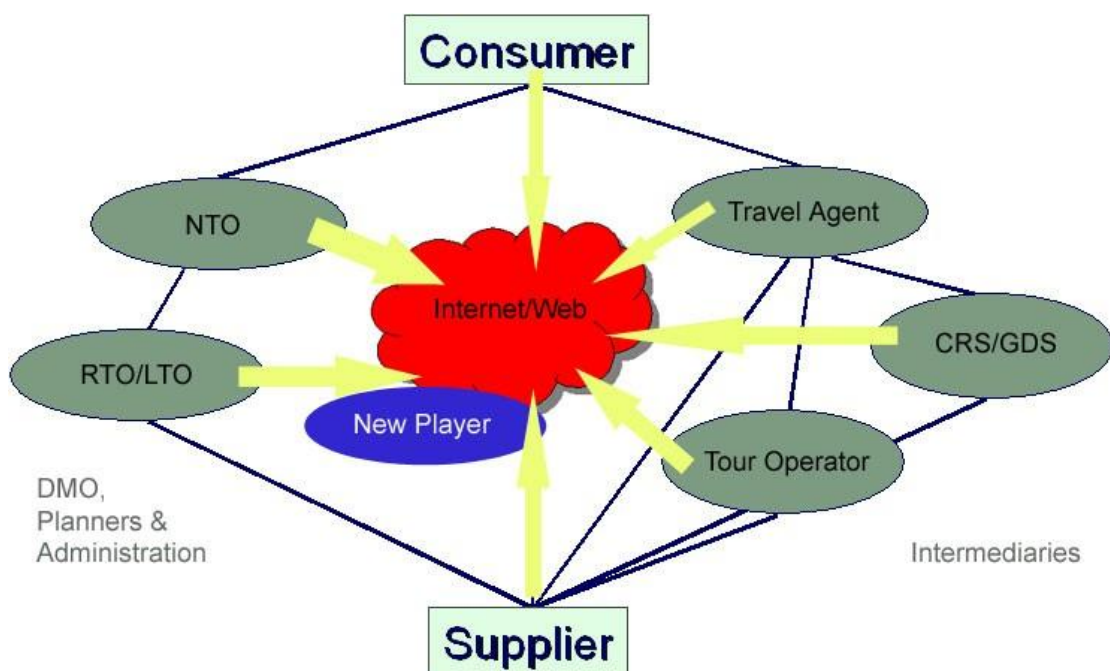 Consumer
NTO
Travel Agent
Internet/Web
CRS/GDS
RTO/LTO
New Player
Tour Operator
DMO,
Planners &
Administration
Intermediaries
Supplier